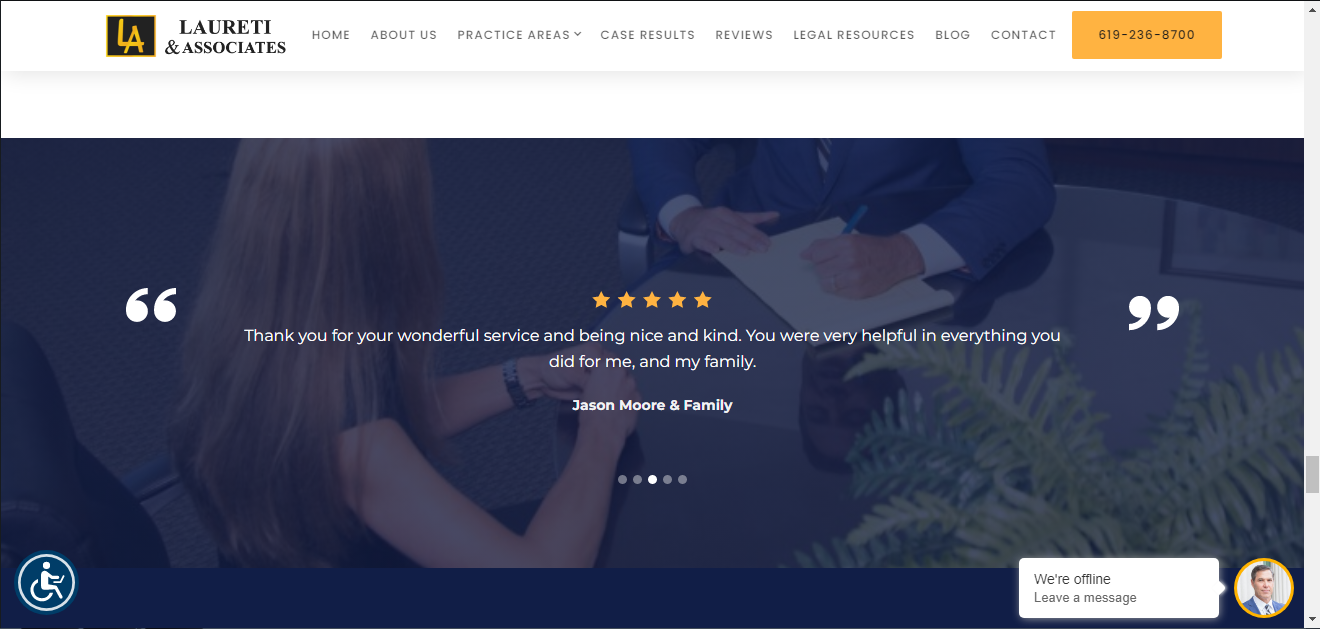 LA
LAURETI
& ASSOCIATES
HOME
ABOUT US
PRACTICE AREAS
CASE RESULTS
REVIEWS
LEGAL RESOURCES
BLOG
CONTACT
619-236-8700
“
Thank you for your wonderful service and being nice and kind. You were very helpful in everything you
did for me, and my family.
”
Jason Moore & Family
We're offline
Leave a message